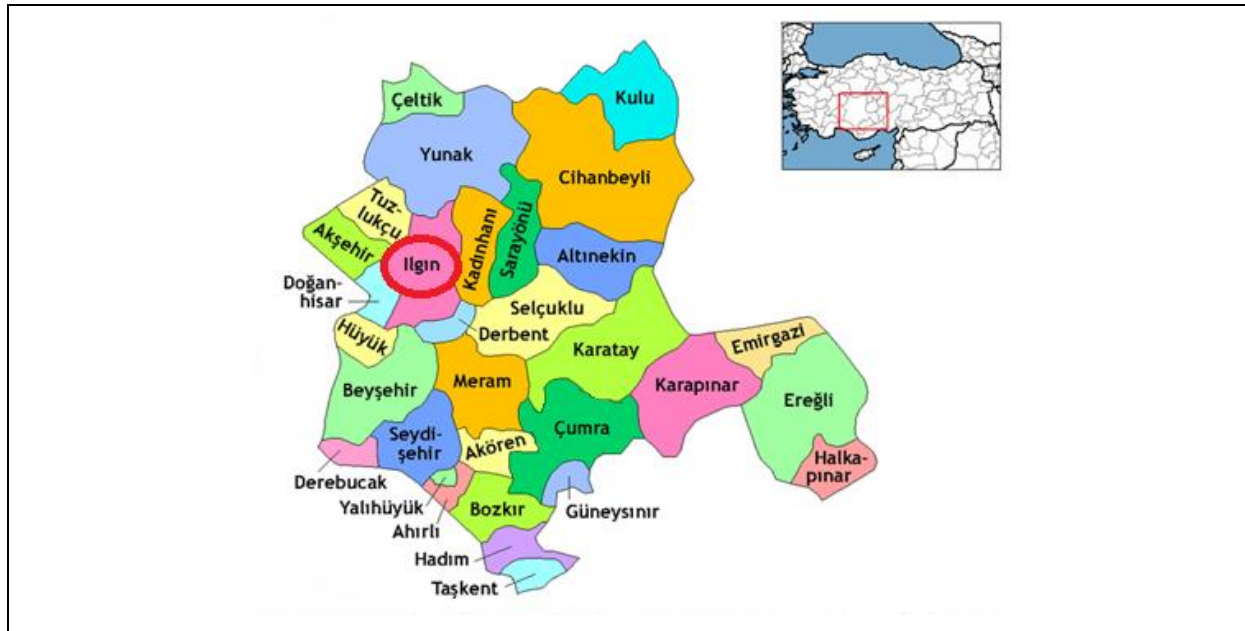 Kulu
Çeltik
Yunak
Cihanbeyli
Tuz-
lukçu
Akşehir
Ilgın
Kadınhanı
Sarayönü
Altınekin
Doğan-
hisar
Selçuklu
Derbent
Hüyük
Karatay
Emirgazi
Beyşehir
Meram
Karapınar
Ereğli
Seydi-
şehir
Akören
Çumra
Halka-
pınar
Derebucak
Yalıhüyük
Ahırlı
Bozkır
Güneysınır
Hadım
Taşkent